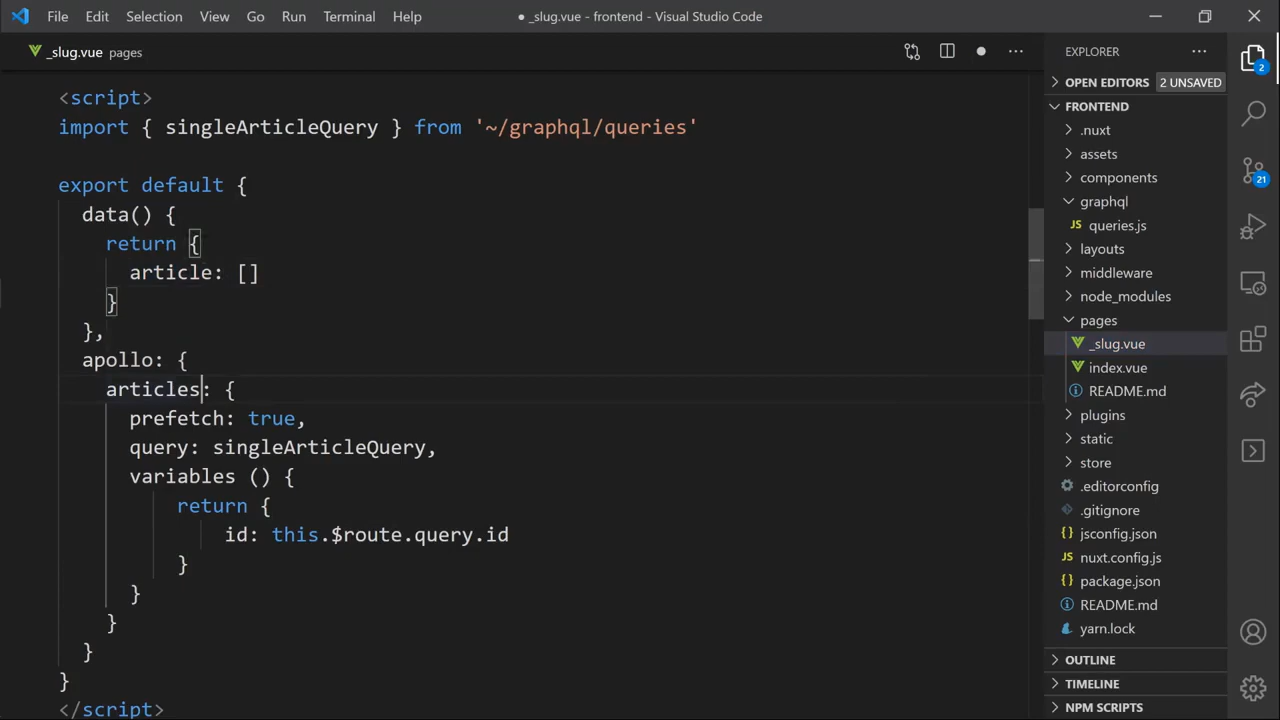 File Edit Selection View Go Run Terminal Help
● _slug.vue - frontend - Visual Studio Code
_slug.vue pages
<script>
import { singleArticleQuery } from '~/graphql/queries'
export default {
data() {
return {
article: []
}
},
apollo: {
articles: {
prefetch: true,
query: singleArticleQuery,
variables () {
return {
id: this.$route.query.id
}
}
}
}
}
</script>
EXPLORER
OPEN EDITORS 2 UNSAVED
FRONTEND
.nuxt
assets
components
graphql
JS queries.js
layouts
middleware
node_modules
pages
_slug.vue
index.vue
README.md
plugins
static
store
.editorconfig
.gitignore
jsconfig.json
nuxt.config.js
package.json
README.md
yarn.lock
OUTLINE
TIMELINE
NPM SCRIPTS
2
21